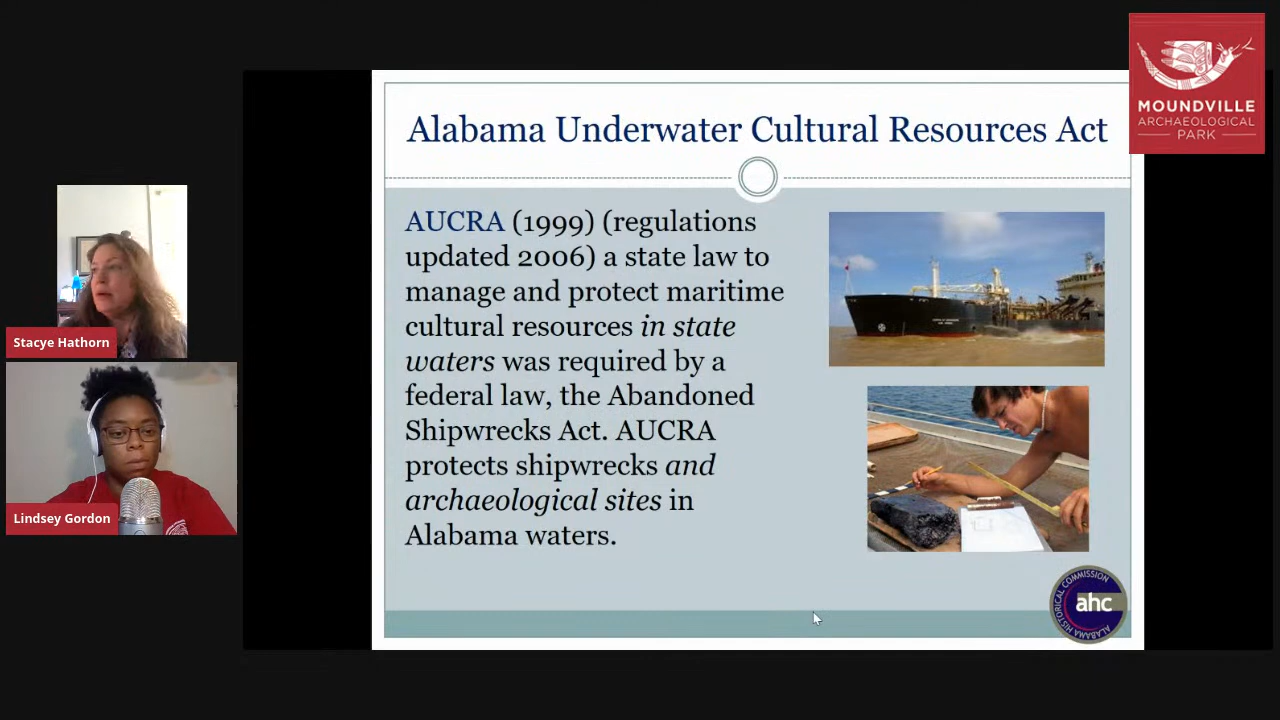 MOUNDVILLE
ARCHAEOLOGICAL
PARK
Alabama Underwater Cultural Resources Act
AUCRA (1999) (regulations
updated 2006) a state law to
manage and protect maritime
cultural resources in state
waters was required by a
federal law, the Abandoned
Shipwrecks Act. AUCRA
protects shipwrecks and
archaeological sites in
Alabama waters.
Stacye Hathorn
Lindsey Gordon
ALABAMA HISTORICAL COMMISSION
ahc